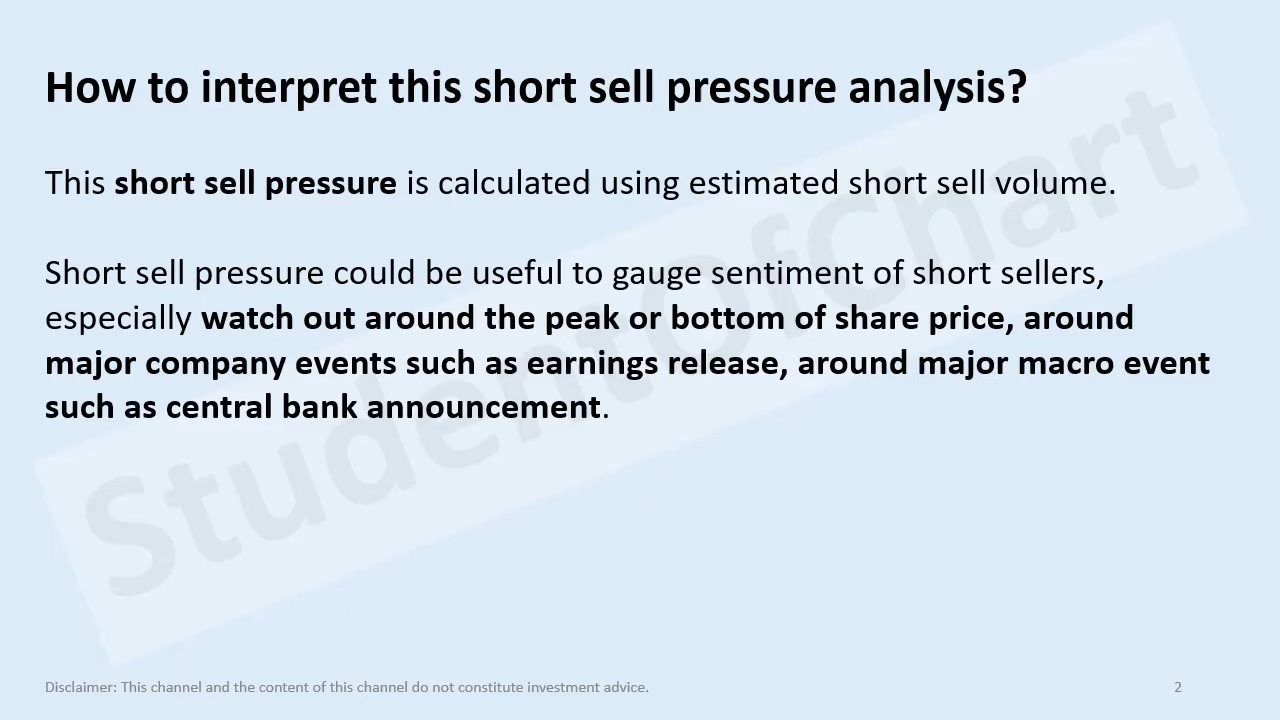 How to interpret this short sell pressure analysis?
This short sell pressure is calculated using estimated short sell volume.
Short sell pressure could be useful to gauge sentiment of short sellers,
especially watch out around the peak or bottom of share price, around
major company events such as earnings release, around major macro event
such as central bank announcement.
StudentOfChart
Disclaimer: This channel and the content of this channel do not constitute investment advice.
2